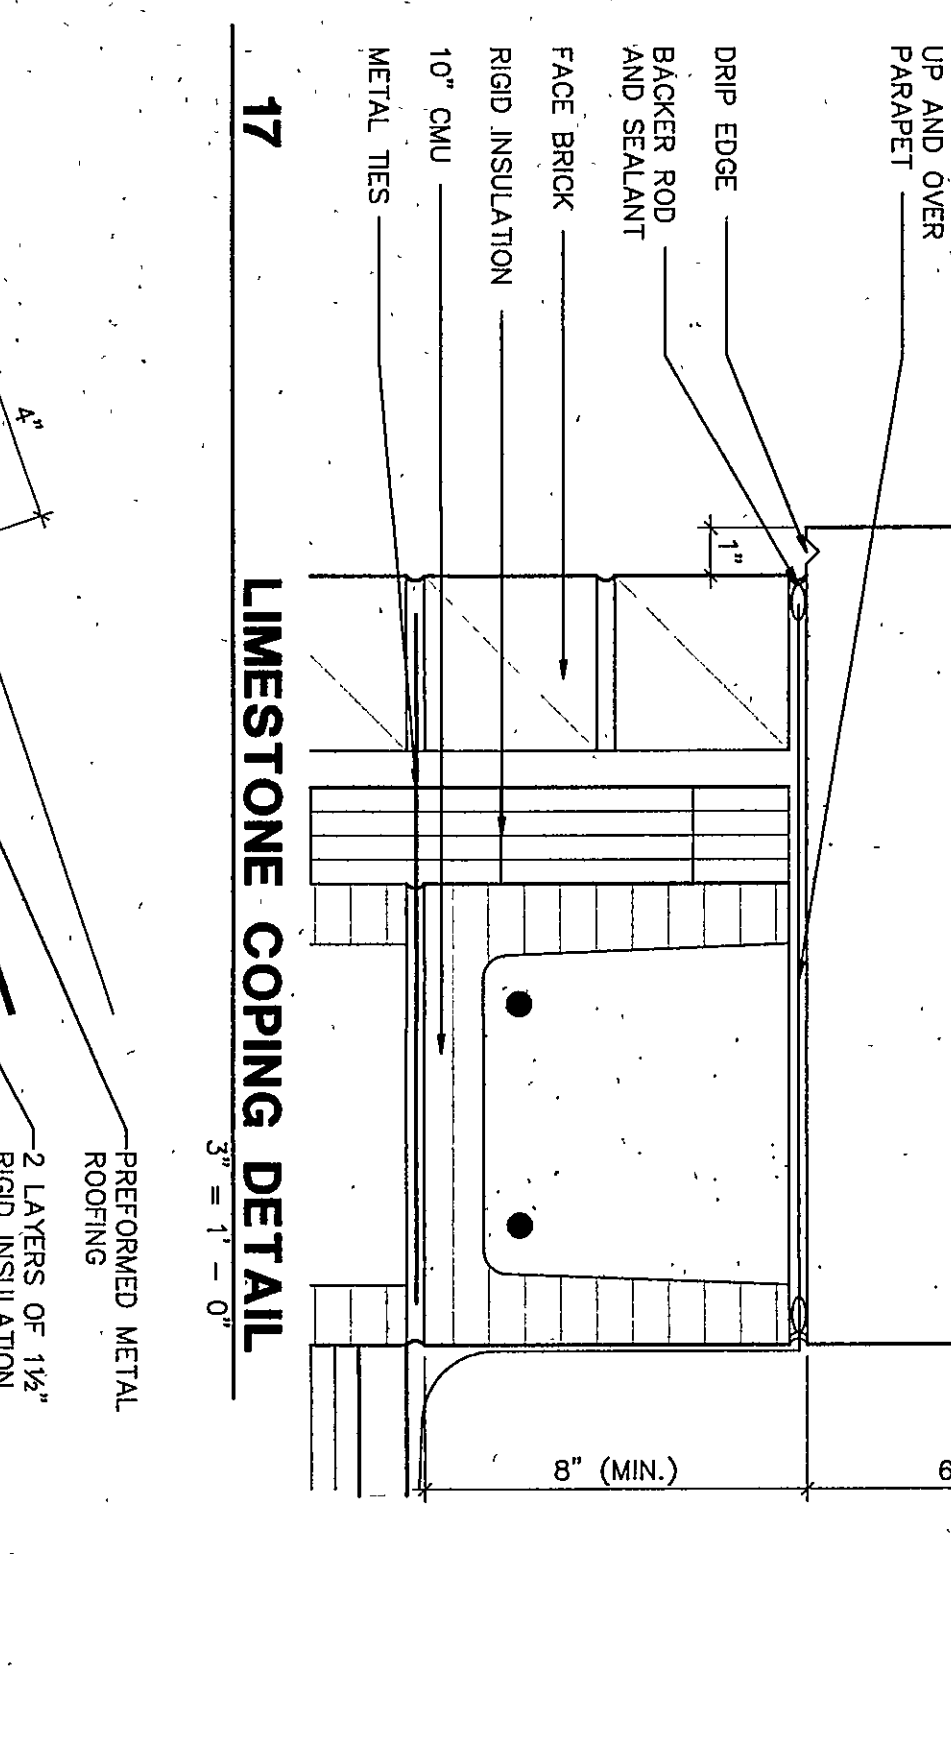 UP AND OVER
PARAPET
DRIP EDGE
BACKER ROD
AND SEALANT
FACE BRICK
RIGID INSULATION
10" CMU
METAL TIES
1"
8" (MIN.)
6
17 LIMESTONE COPING DETAIL
3" = 1' - 0"
4"
PREFORMED METAL
ROOFING
2 LAYERS OF 1½"
RIGID INSULATION